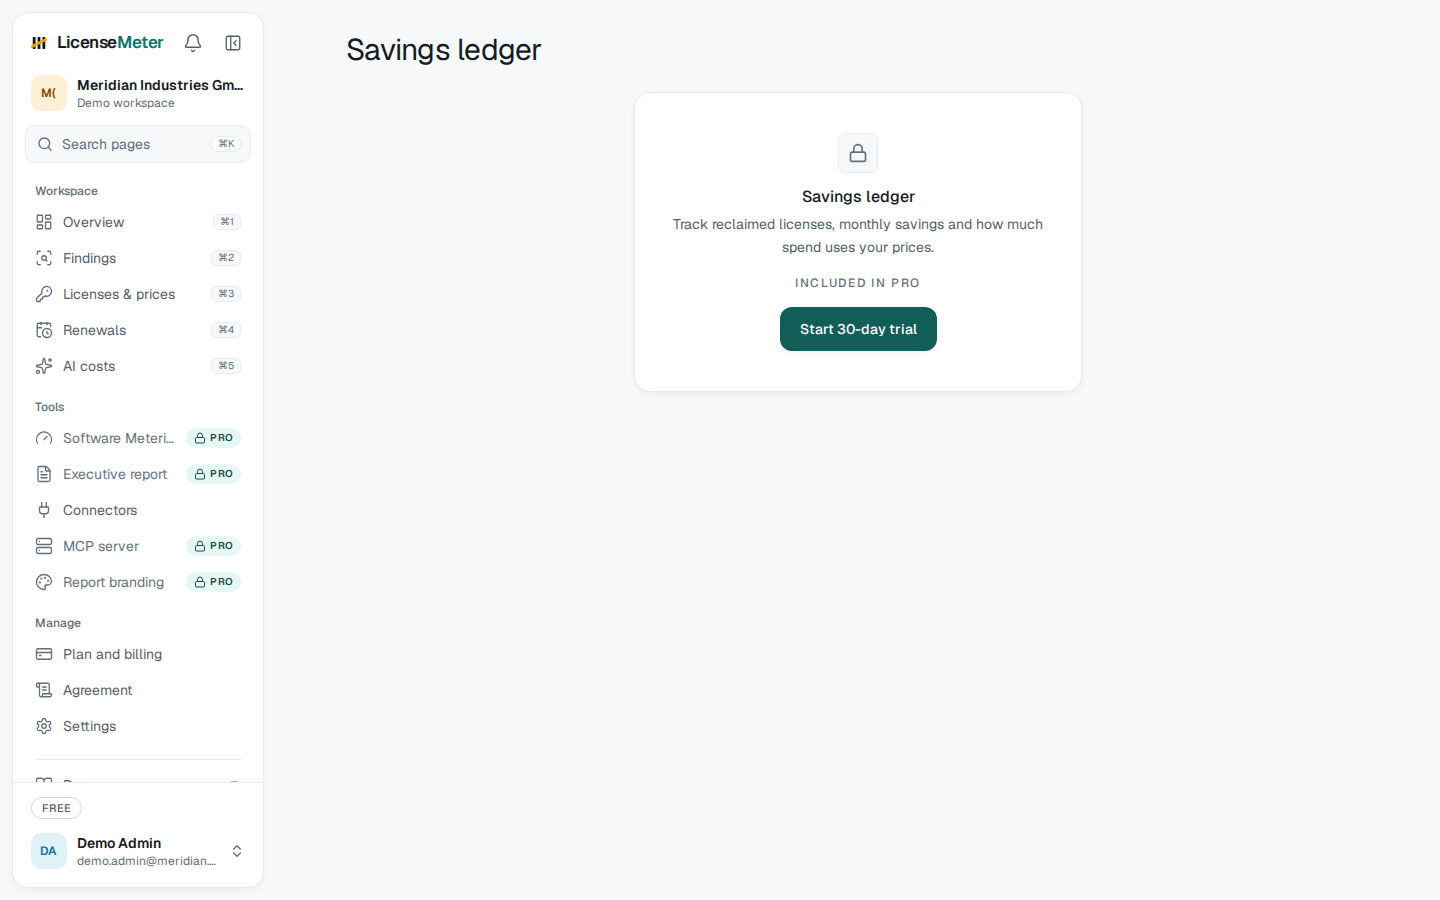 LicenseMeter
M(
Meridian Industries Gm...
Demo workspace
Search pages
⌘K
Workspace
Overview
⌘1
Findings
⌘2
Licenses & prices
⌘3
Renewals
⌘4
AI costs
⌘5
Tools
Software Meteri...
PRO
Executive report
PRO
Connectors
MCP server
PRO
Report branding
PRO
Manage
Plan and billing
Agreement
Settings
FREE
DA
Demo Admin
demo.admin@meridian....
Savings ledger
Savings ledger
Track reclaimed licenses, monthly savings and how much
spend uses your prices.
INCLUDED IN PRO
Start 30-day trial